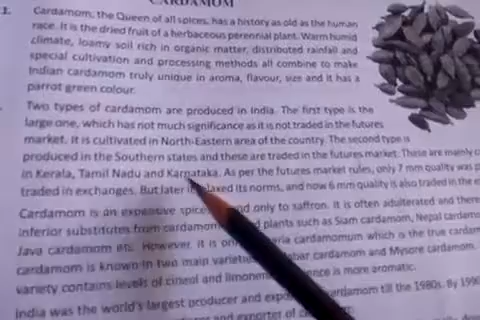 CARDAMOM
Cardamom, the Queen of all spices, has a history as old as the human
race. It is the dried fruit of a herbaceous perennial plant. Warm humid
climate, loamy soil rich in organic matter, distributed rainfall and
special cultivation and processing methods all combine to make
Indian cardamom truly unique in aroma, flavour, size and it has a
parrot green colour.
Two types of cardamom are produced in India. The first type is the
large one, which has not much significance as it is not traded in the futures
market. It is cultivated in North-Eastern area of the country. The second type is
produced in the Southern states and these are traded in the futures market. These are mainly
in Kerala, Tamil Nadu and Karnataka. As per the futures market rules, only 7 mm quality was
traded in exchanges. But later its norms, and now 6 mm quality is also traded in the
Cardamom is an expensive only to saffron. It is often adulterated and there
inferior substitutes from plants such as Siam cardamom, Nepal
Java cardamom etc. However, it is cardamomum which is the true
cardamom is known in two main cardamom and Mysore cardamom.
variety contains levels of cineol and is more aromatic.
India was the world's largest producer and till the 1980s. By
and exporter of